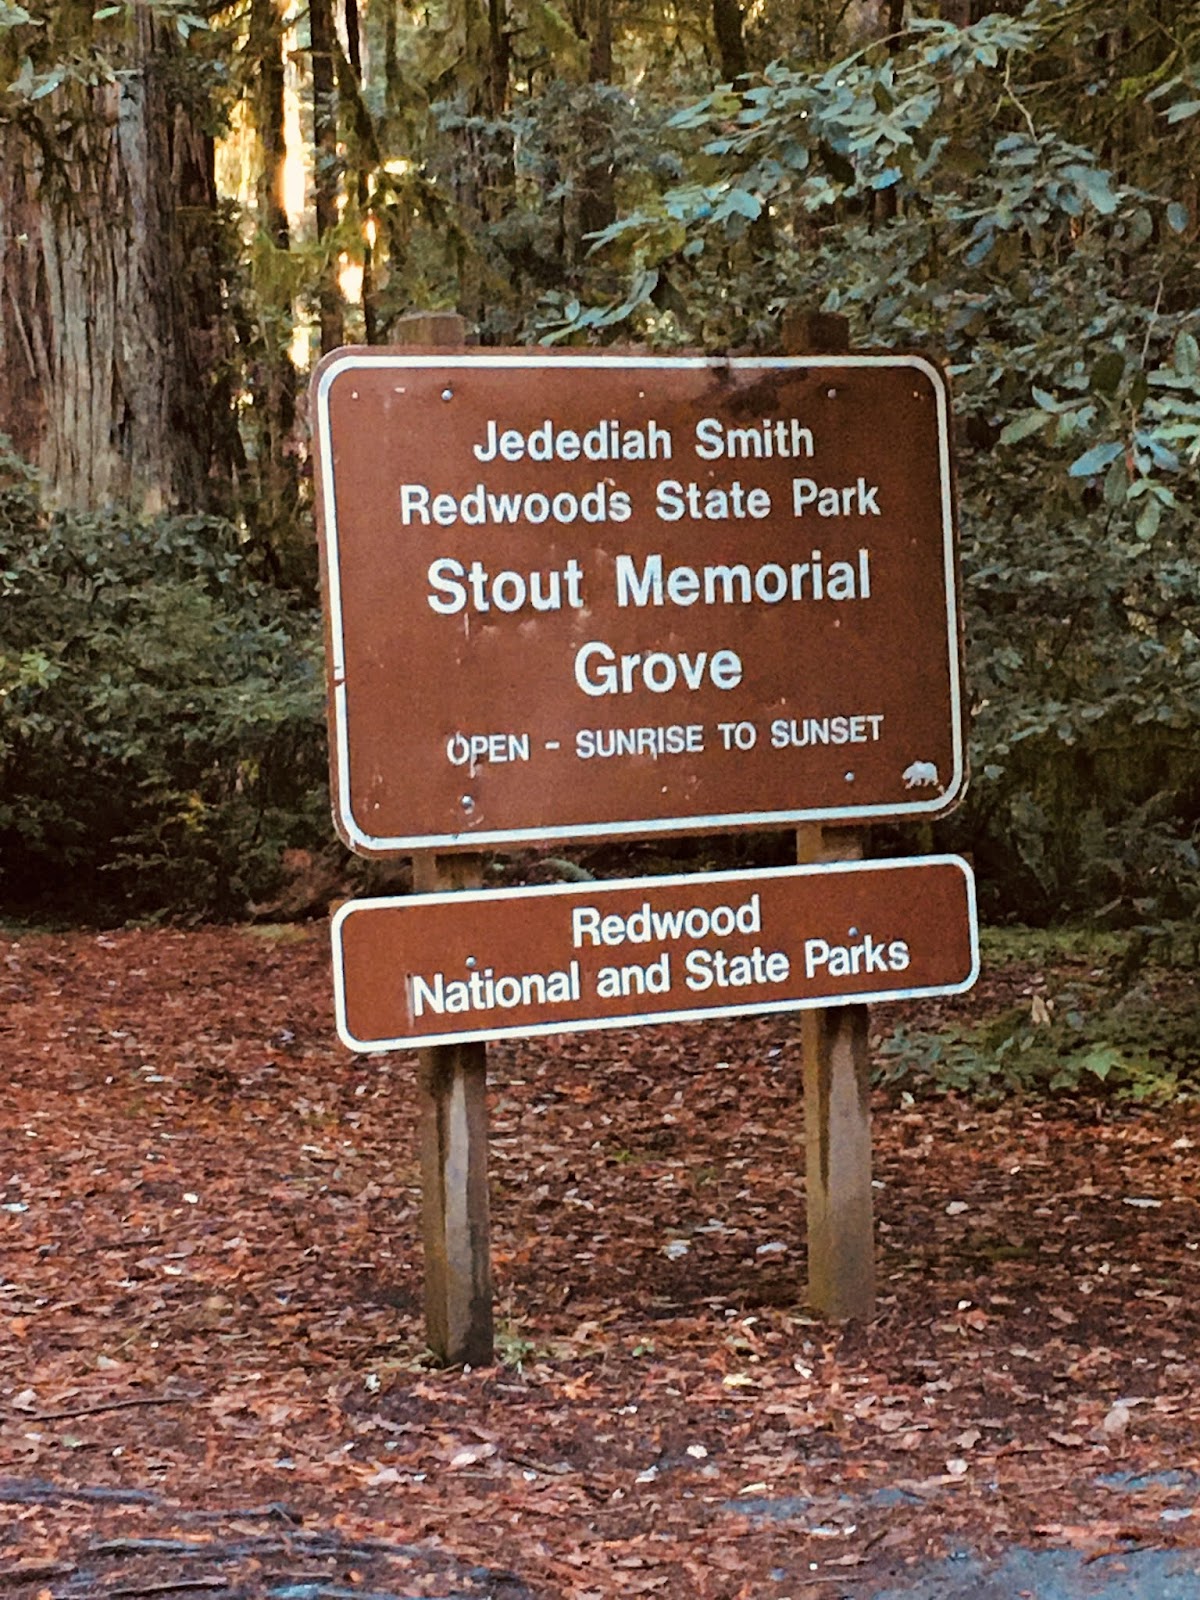 Jedediah Smith
Redwoods State Park
Stout Memorial
Grove
OPEN - SUNRISE TO SUNSET
Redwood
National and State Parks